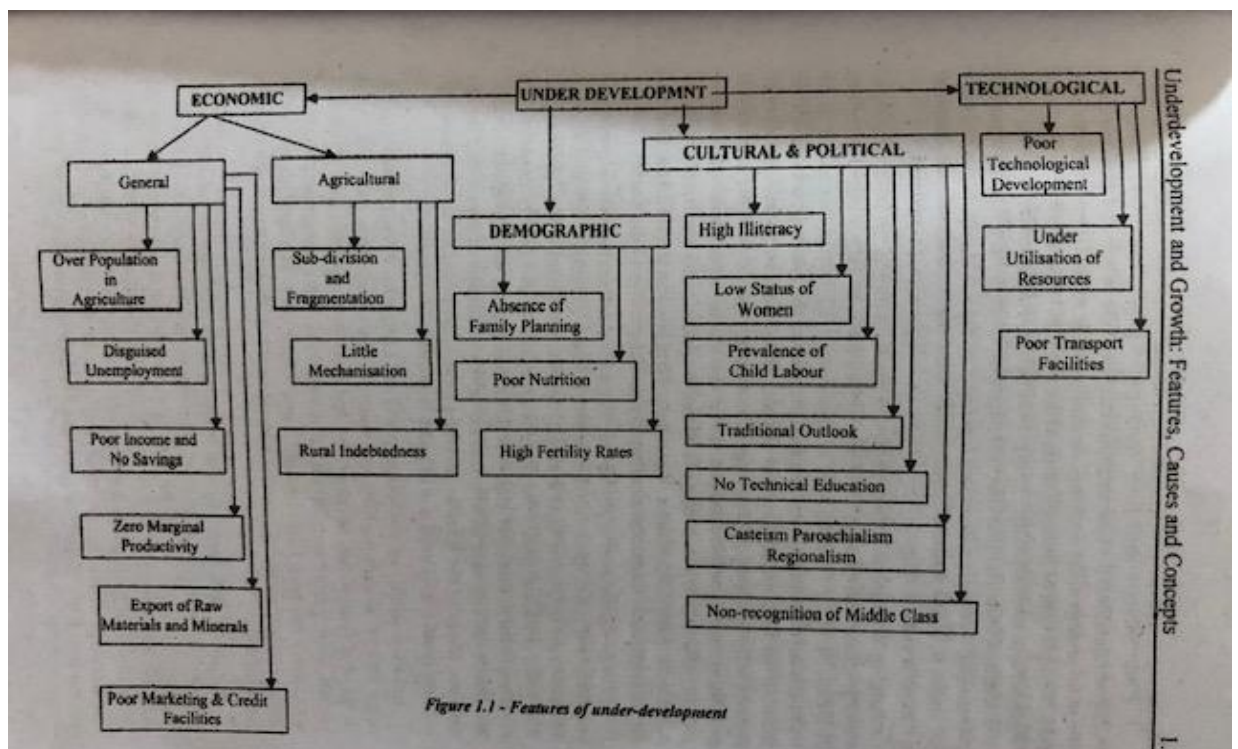 ECONOMIC
UNDER DEVELOPMNT
TECHNOLOGICAL
General
Over Population
in
Agriculture
Disguised
Unemployment
Poor Income and
No Savings
Zero Marginal
Productivity
Export of Raw
Materials and Minerals
Poor Marketing & Credit
Facilities
Agricultural
Sub-division
and
Fragmentation
Little
Mechanisation
Rural Indebtedness
DEMOGRAPHIC
Absence of
Family Planning
Poor Nutrition
High Fertility Rates
CULTURAL & POLITICAL
High Illiteracy
Low Status of
Women
Prevalence of
Child Labour
Traditional Outlook
No Technical Education
Casteism Paroachialism
Regionalism
Non-recognition of Middle Class
Poor
Technological
Development
Under
Utilisation of
Resources
Poor Transport
Facilities
Figure 1.1 - Features of under-development
Underdevelopment and Growth: Features, Causes and Concepts
1